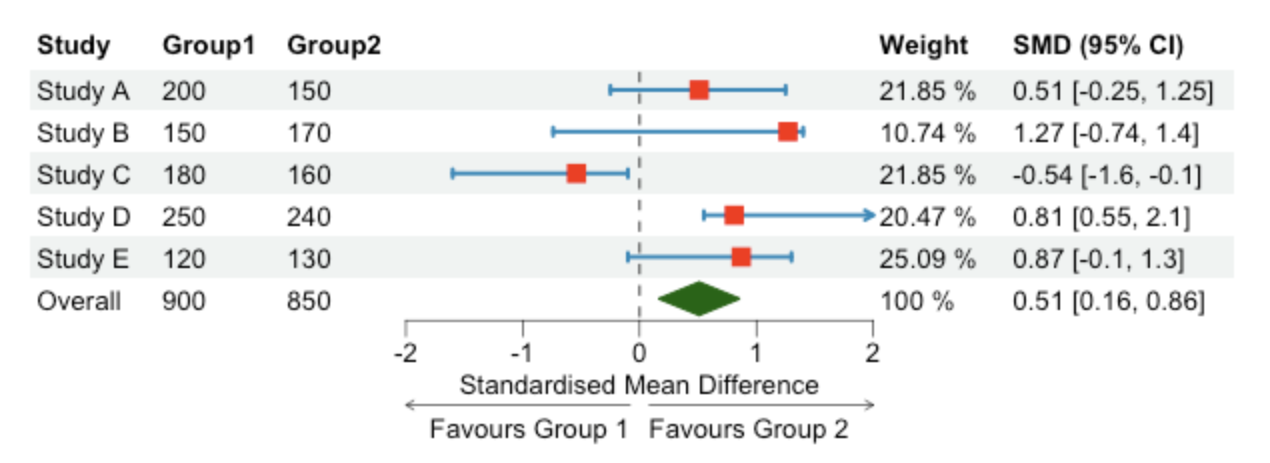 Study Group1 Group2 Weight SMD (95% CI)
Study A 200 150 21.85 % 0.51 [-0.25, 1.25]
Study B 150 170 10.74 % 1.27 [-0.74, 1.4]
Study C 180 160 21.85 % -0.54 [-1.6, -0.1]
Study D 250 240 20.47 % 0.81 [0.55, 2.1]
Study E 120 130 25.09 % 0.87 [-0.1, 1.3]
Overall 900 850 100 % 0.51 [0.16, 0.86]
-2 -1 0 1 2
Standardised Mean Difference
Favours Group 1 Favours Group 2